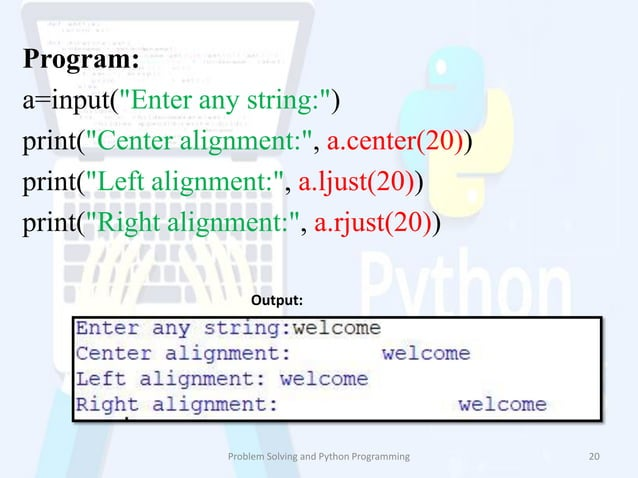 Program:
a=input("Enter any string:")
print("Center alignment:", a.center(20))
print("Left alignment:", a.ljust(20))
print("Right alignment:", a.rjust(20))
Python
Output:
Enter any string:welcome
Center alignment:       welcome
Left alignment: welcome
Right alignment:              welcome
Problem Solving and Python Programming 20